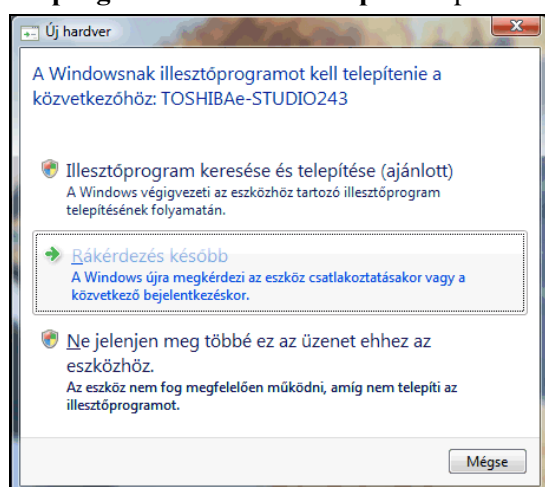 Új hardver
A Windowsnak illesztőprogramot kell telepítenie a
közvetkezőhöz: TOSHIBAe-STUDIO243
Illesztőprogram keresése és telepítése (ajánlott)
A Windows végigvezeti az eszközhöz tartozó illesztőprogram
telepítésének folyamatán.
Rákérdezés később
A Windows újra megkérdezi az eszköz csatlakoztatásakor vagy a
közvetkező bejelentkezéskor.
Ne jelenjen meg többé ez az üzenet ehhez az
eszközhöz.
Az eszköz nem fog megfelelően működni, amíg nem telepíti az
illesztőprogramot.
Mégse